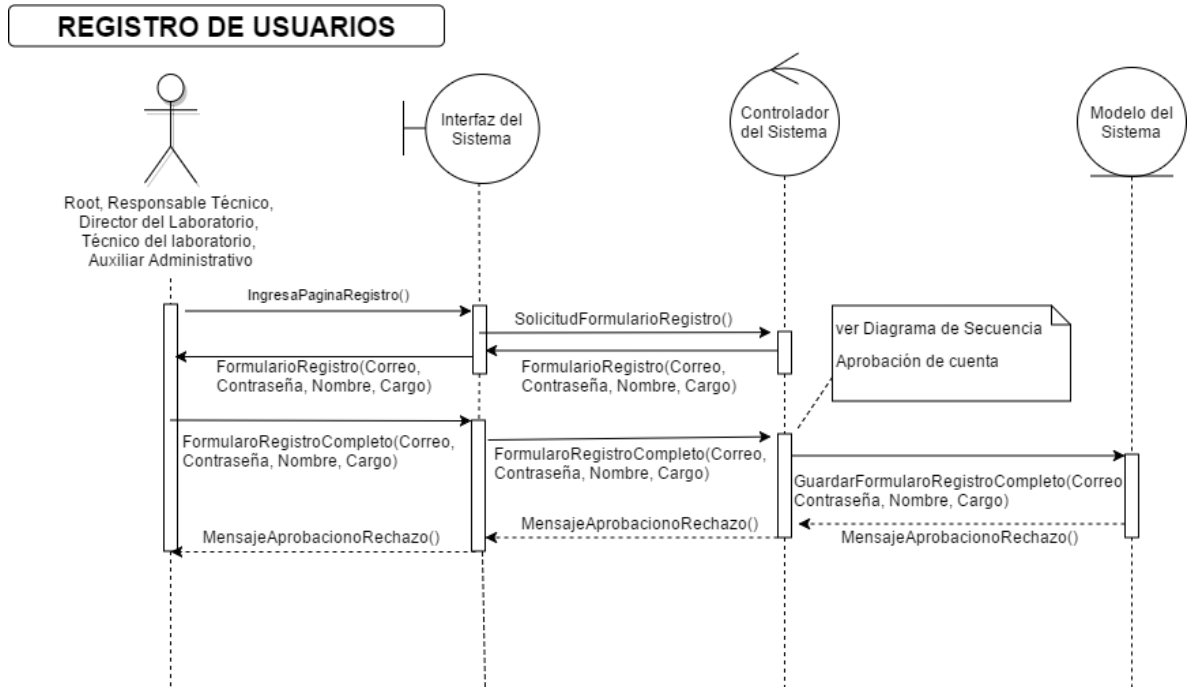 REGISTRO DE USUARIOS
Interfaz del
Sistema
Controlador
del Sistema
Modelo del
Sistema
Root, Responsable Técnico,
Director del Laboratorio,
Técnico del laboratorio,
Auxiliar Administrativo
IngresaPaginaRegistro()
SolicitudFormularioRegistro()
ver Diagrama de Secuencia
Aprobación de cuenta
FormularioRegistro(Correo,
Contraseña, Nombre, Cargo)
FormularioRegistro(Correo,
Contraseña, Nombre, Cargo)
FormularoRegistroCompleto(Correo,
Contraseña, Nombre, Cargo)
FormularoRegistroCompleto(Correo,
Contraseña, Nombre, Cargo)
GuardarFormularoRegistroCompleto(Correo
Contraseña, Nombre, Cargo)
MensajeAprobacionoRechazo()
MensajeAprobacionoRechazo()
MensajeAprobacionoRechazo()